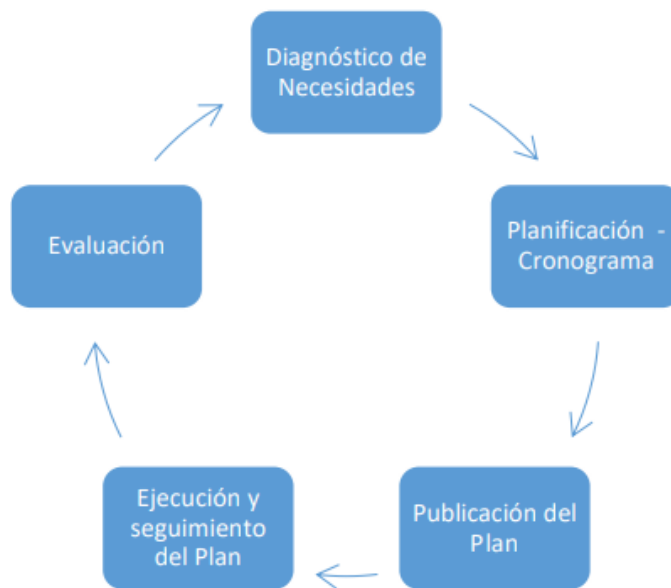 Diagnóstico de
Necesidades
Planificación -
Cronograma
Publicación del
Plan
Ejecución y
seguimiento
del Plan
Evaluación